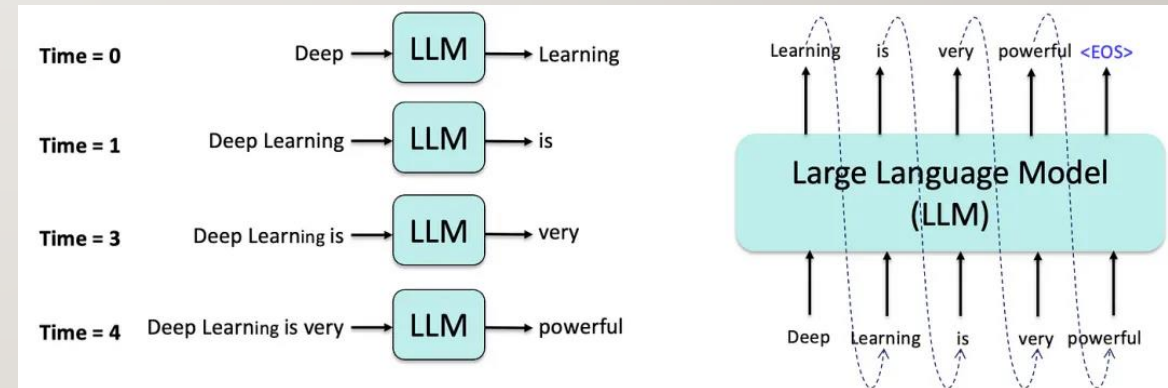 Time = 0 Deep LLM Learning
Time = 1 Deep Learning LLM is
Time = 3 Deep Learning is LLM very
Time = 4 Deep Learning is very LLM powerful
Learning is very powerful <EOS>
Large Language Model
(LLM)
Deep Learning is very powerful